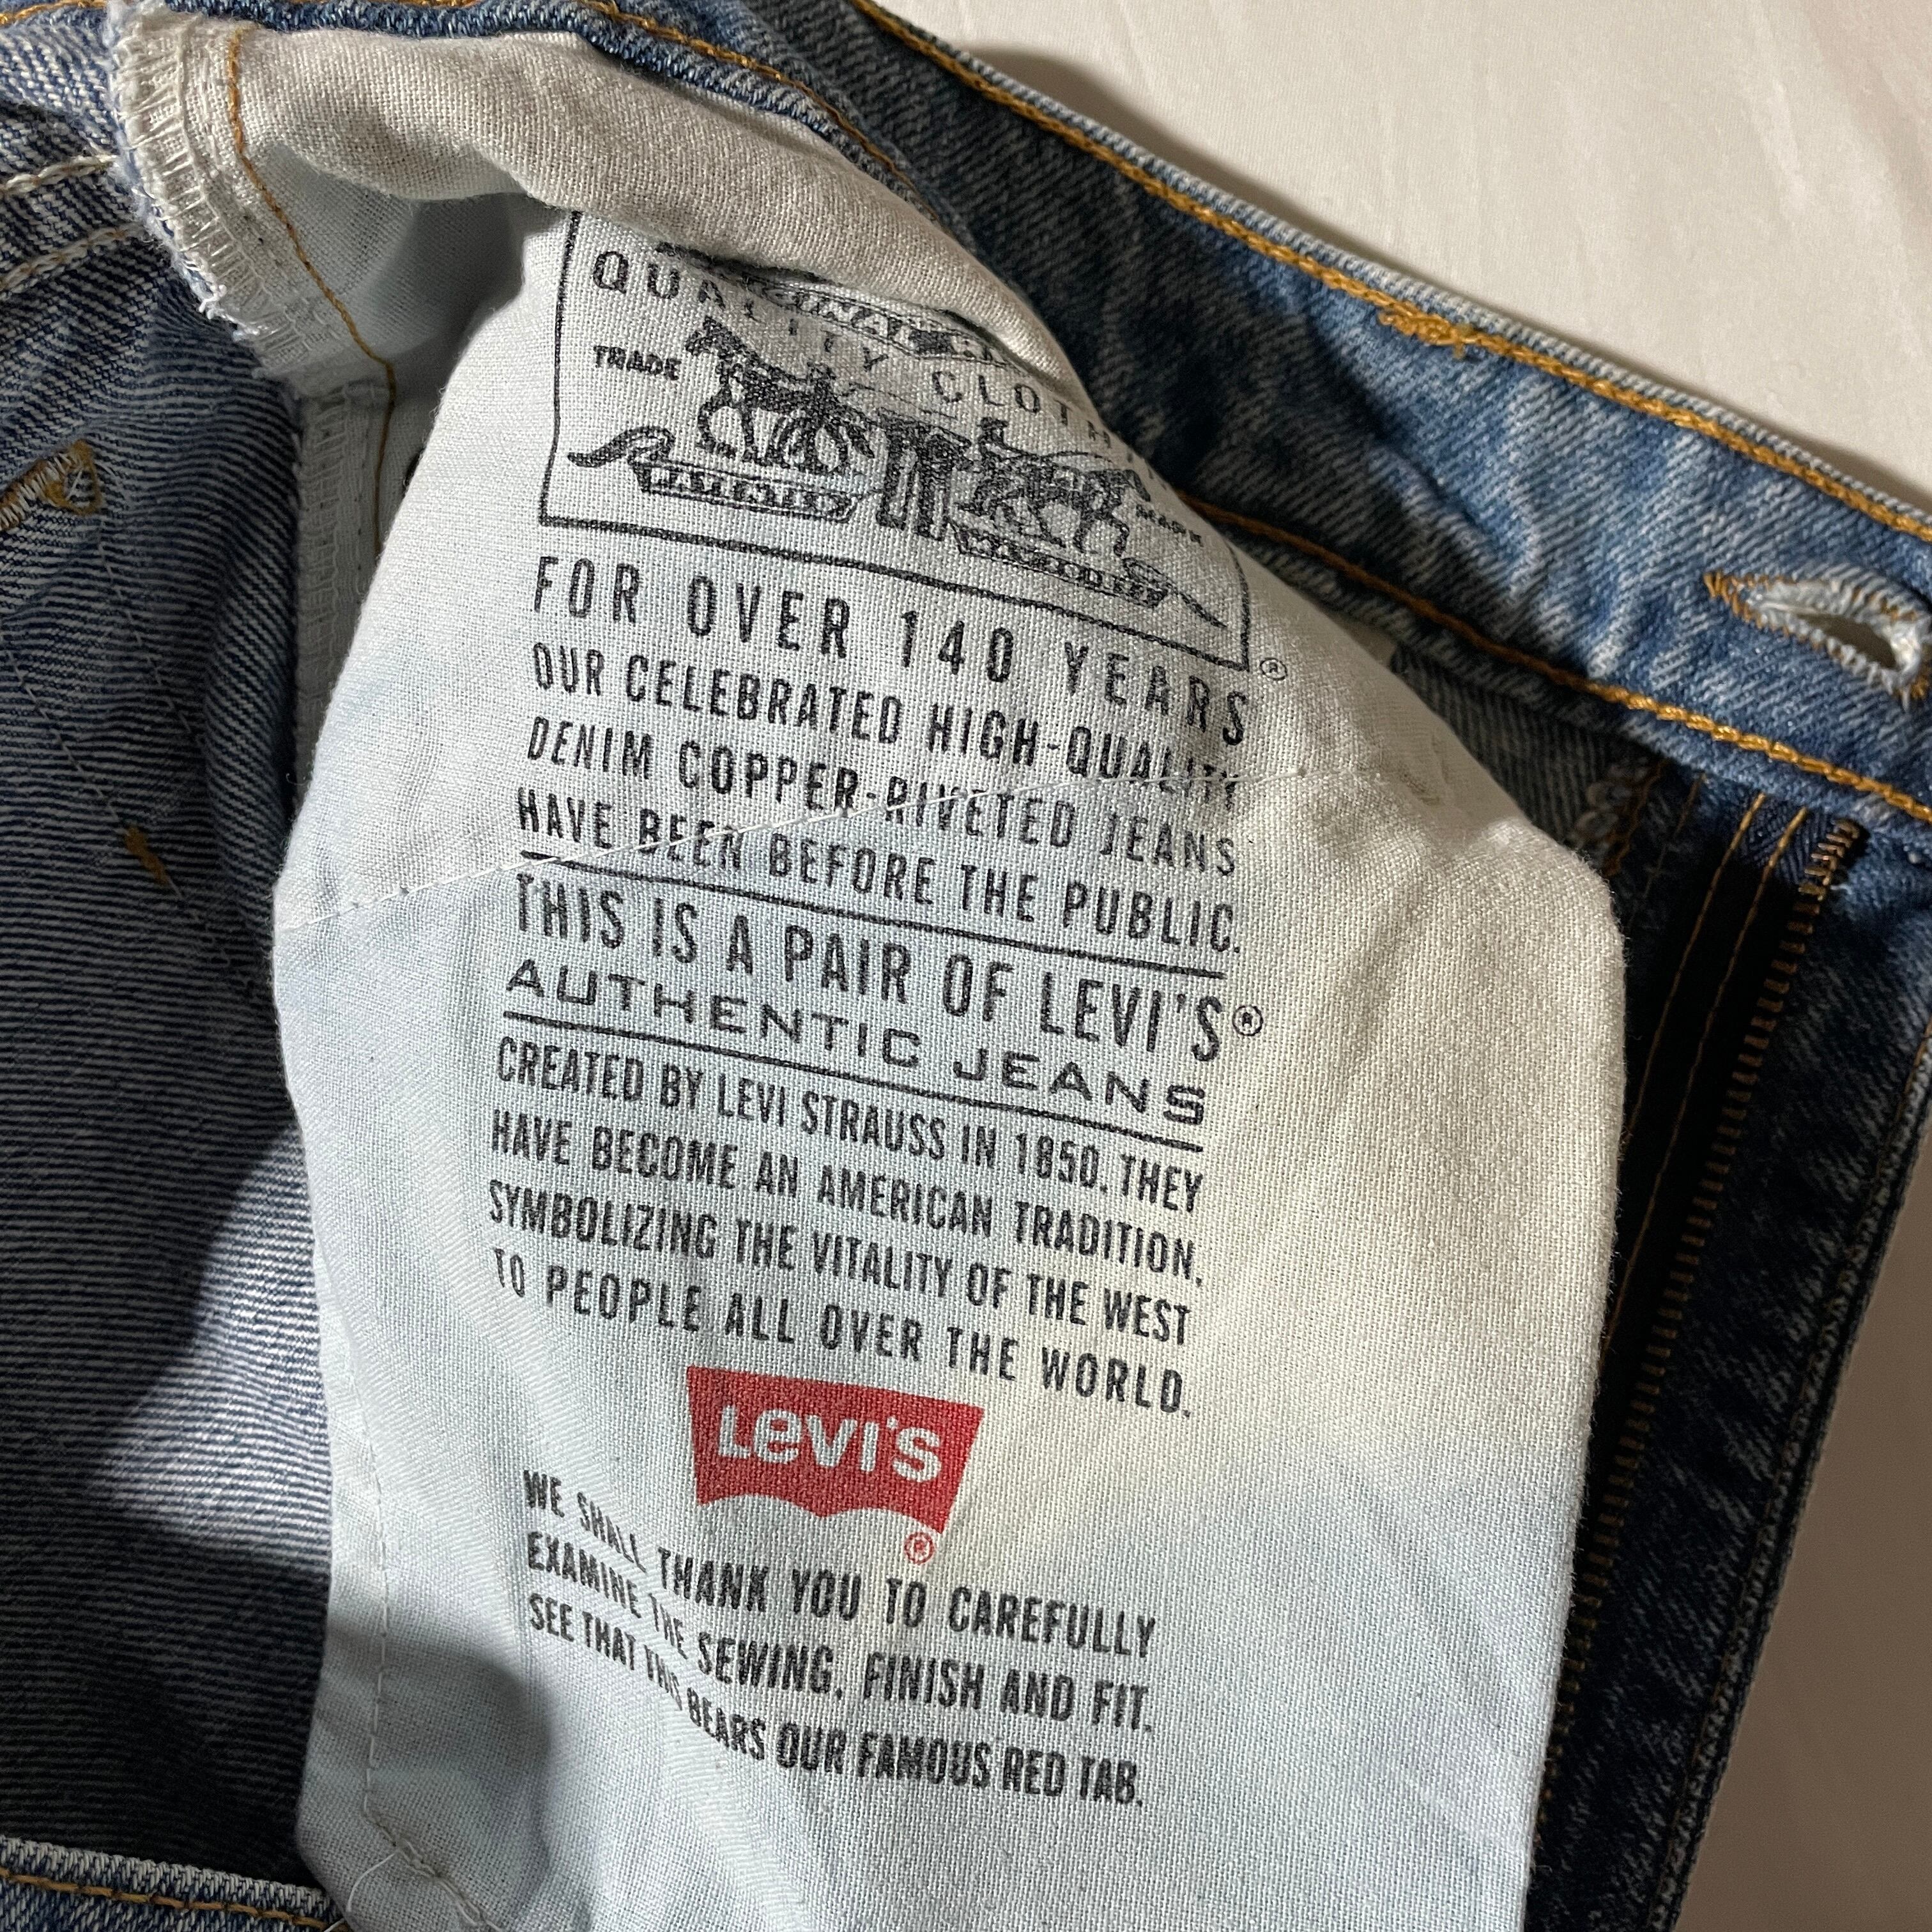 QUALITY CLOTH
TRADE MARK
FOR OVER 140 YEARS ®
OUR CELEBRATED HIGH-QUALITY
DENIM COPPER-RIVETED JEANS
HAVE BEEN BEFORE THE PUBLIC.
THIS IS A PAIR OF LEVI'S®
AUTHENTIC JEANS
CREATED BY LEVI STRAUSS IN 1850. THEY
HAVE BECOME AN AMERICAN TRADITION,
SYMBOLIZING THE VITALITY OF THE WEST
TO PEOPLE ALL OVER THE WORLD.
LEVI'S
®
WE SHALL THANK YOU TO CAREFULLY
EXAMINE THE SEWING, FINISH AND FIT.
SEE THAT THIS BEARS OUR FAMOUS RED TAB.